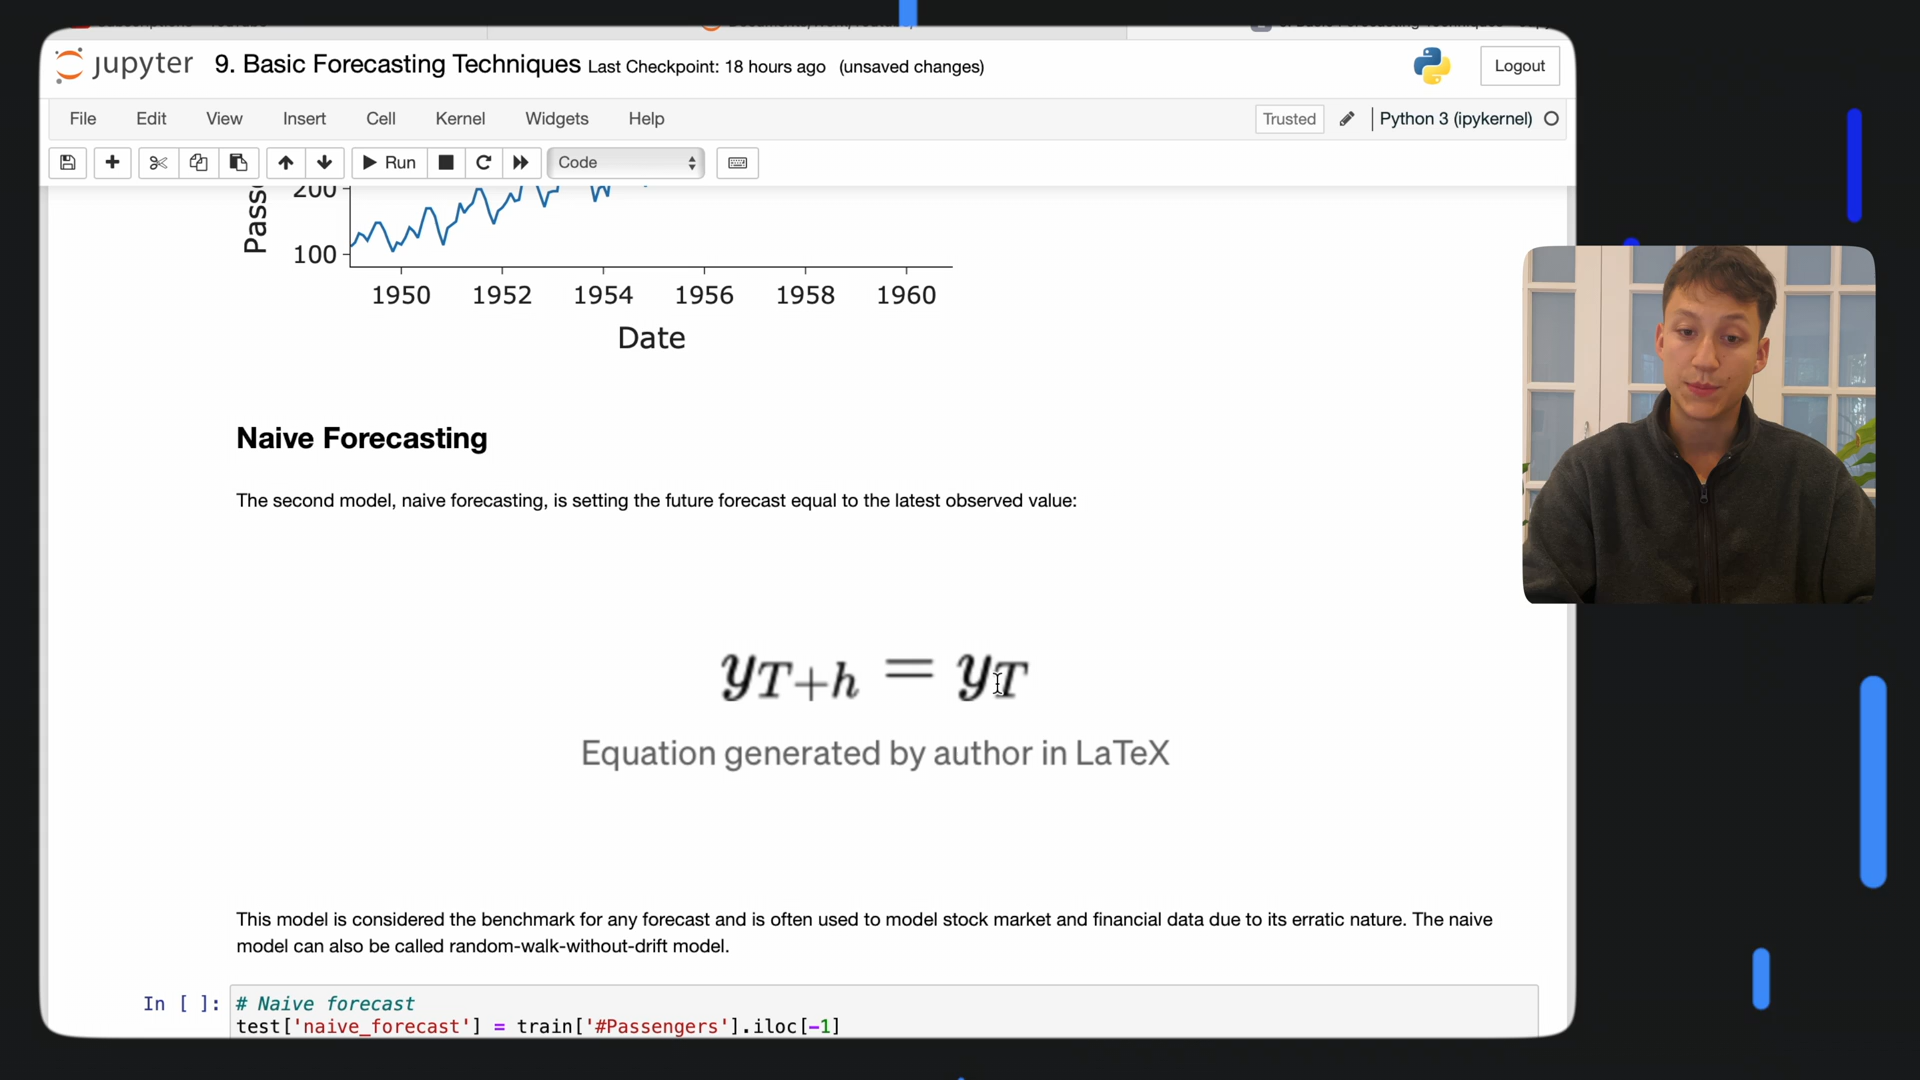 jupyter 9. Basic Forecasting Techniques Last Checkpoint: 18 hours ago (unsaved changes)
Logout
File Edit View Insert Cell Kernel Widgets Help
Trusted
Python 3 (ipykernel)
Run
Code
Pass
200
100
1950 1952 1954 1956 1958 1960
Date
Naive Forecasting
The second model, naive forecasting, is setting the future forecast equal to the latest observed value:
y_{T+h} = y_T
Equation generated by author in LaTeX
This model is considered the benchmark for any forecast and is often used to model stock market and financial data due to its erratic nature. The naive
model can also be called random-walk-without-drift model.
In [ ]: # Naive forecast
test['naive_forecast'] = train['#Passengers'].iloc[-1]